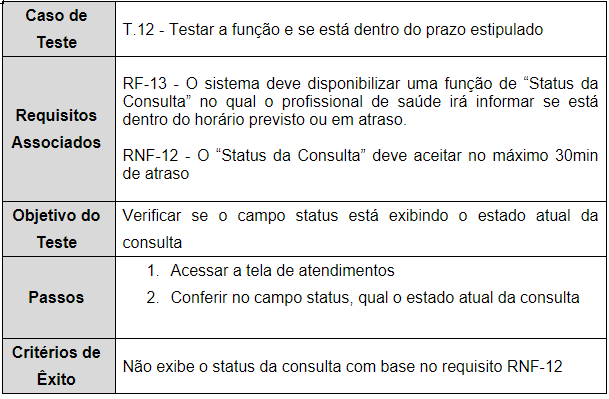 Caso de
Teste
T.12 - Testar a função e se está dentro do prazo estipulado
Requisitos
Associados
RF-13 - O sistema deve disponibilizar uma função de “Status da
Consulta” no qual o profissional de saúde irá informar se está
dentro do horário previsto ou em atraso.
RNF-12 - O “Status da Consulta” deve aceitar no máximo 30min
de atraso
Objetivo do
Teste
Verificar se o campo status está exibindo o estado atual da
consulta
Passos
1. Acessar a tela de atendimentos
2. Conferir no campo status, qual o estado atual da consulta
Critérios de
Êxito
Não exibe o status da consulta com base no requisito RNF-12